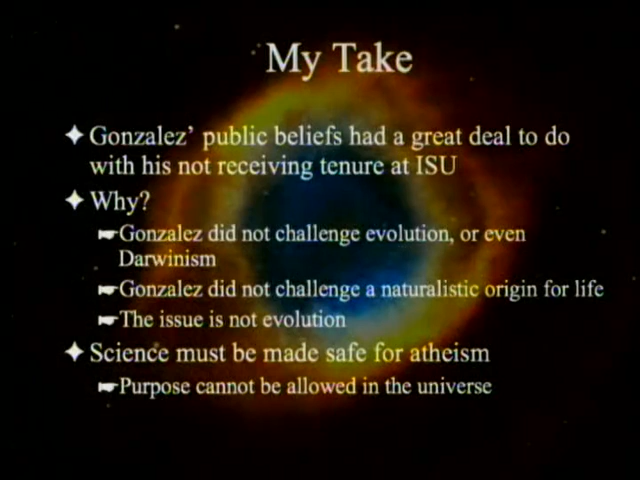 My Take
Gonzalez' public beliefs had a great deal to do
with his not receiving tenure at ISU
Why?
Gonzalez did not challenge evolution, or even
Darwinism
Gonzalez did not challenge a naturalistic origin for life
The issue is not evolution
Science must be made safe for atheism
Purpose cannot be allowed in the universe